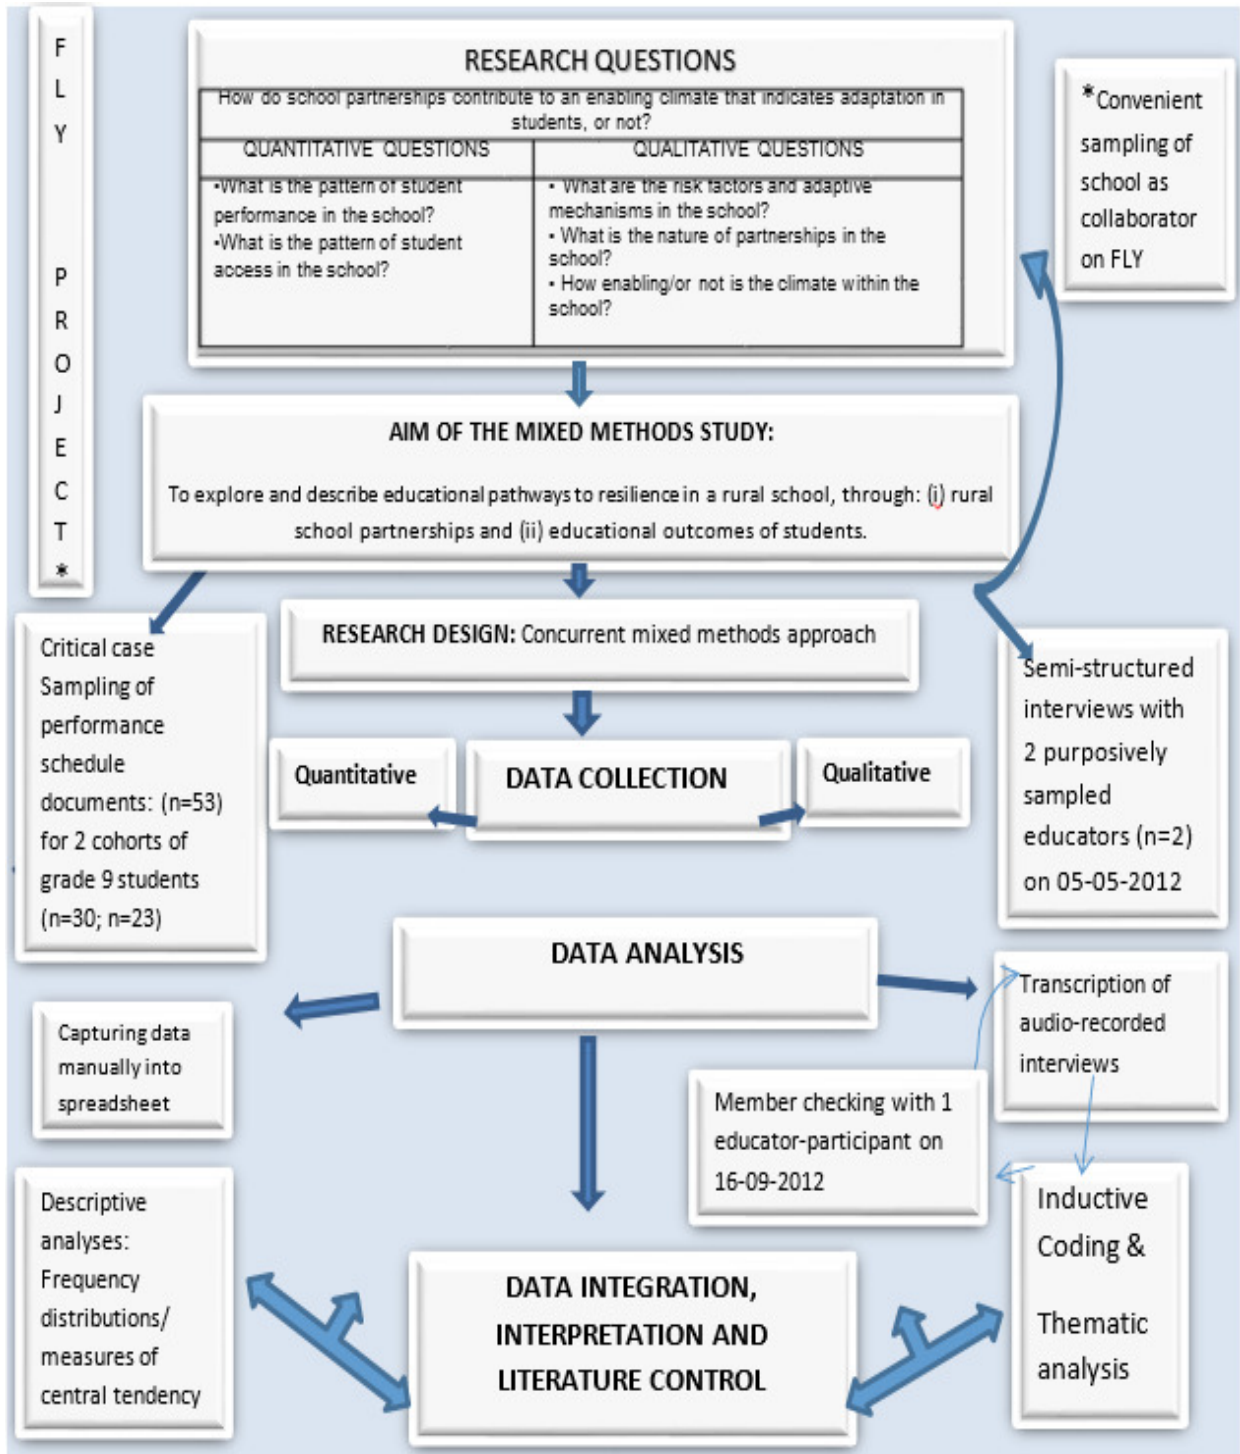 F
L
Y
P
R
O
J
E
C
T
*
RESEARCH QUESTIONS
How do school partnerships contribute to an enabling climate that indicates adaptation in
students, or not?
QUANTITATIVE QUESTIONS
•What is the pattern of student
performance in the school?
•What is the pattern of student
access in the school?
QUALITATIVE QUESTIONS
• What are the risk factors and adaptive
mechanisms in the school?
• What is the nature of partnerships in the
school?
• How enabling/or not is the climate within the
school?
*Convenient
sampling of
school as
collaborator
on FLY
AIM OF THE MIXED METHODS STUDY:
To explore and describe educational pathways to resilience in a rural school, through: (i) rural
school partnerships and (ii) educational outcomes of students.
RESEARCH DESIGN: Concurrent mixed methods approach
Critical case
Sampling of
performance
schedule
documents: (n=53)
for 2 cohorts of
grade 9 students
(n=30; n=23)
Quantitative
DATA COLLECTION
Qualitative
Semi-structured
interviews with
2 purposively
sampled
educators (n=2)
on 05-05-2012
DATA ANALYSIS
Capturing data
manually into
spreadsheet
Transcription of
audio-recorded
interviews
Member checking with 1
educator-participant on
16-09-2012
Descriptive
analyses:
Frequency
distributions/
measures of
central tendency
DATA INTEGRATION,
INTERPRETATION AND
LITERATURE CONTROL
Inductive
Coding &
Thematic
analysis